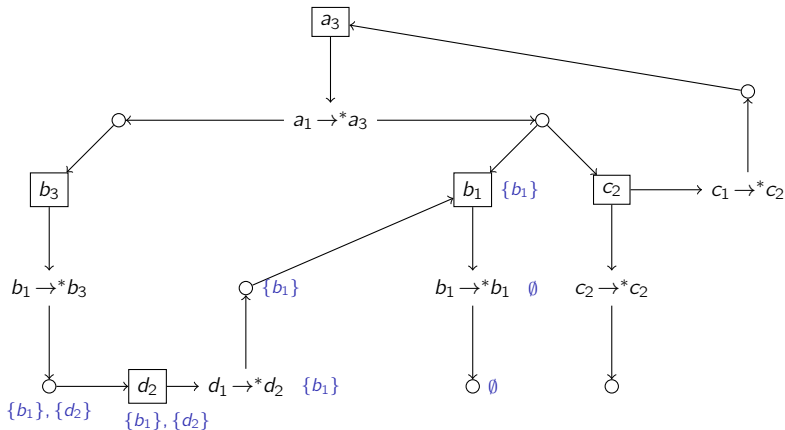 a₃
a₁ →* a₃
b₃
b₁ {b₁}
c₂
c₁ →* c₂
b₁ →* b₃
{b₁}
b₁ →* b₁ ∅
c₂ →* c₂
d₂
d₁ →* d₂ {b₁}
∅
{b₁}, {d₂}
{b₁}, {d₂}